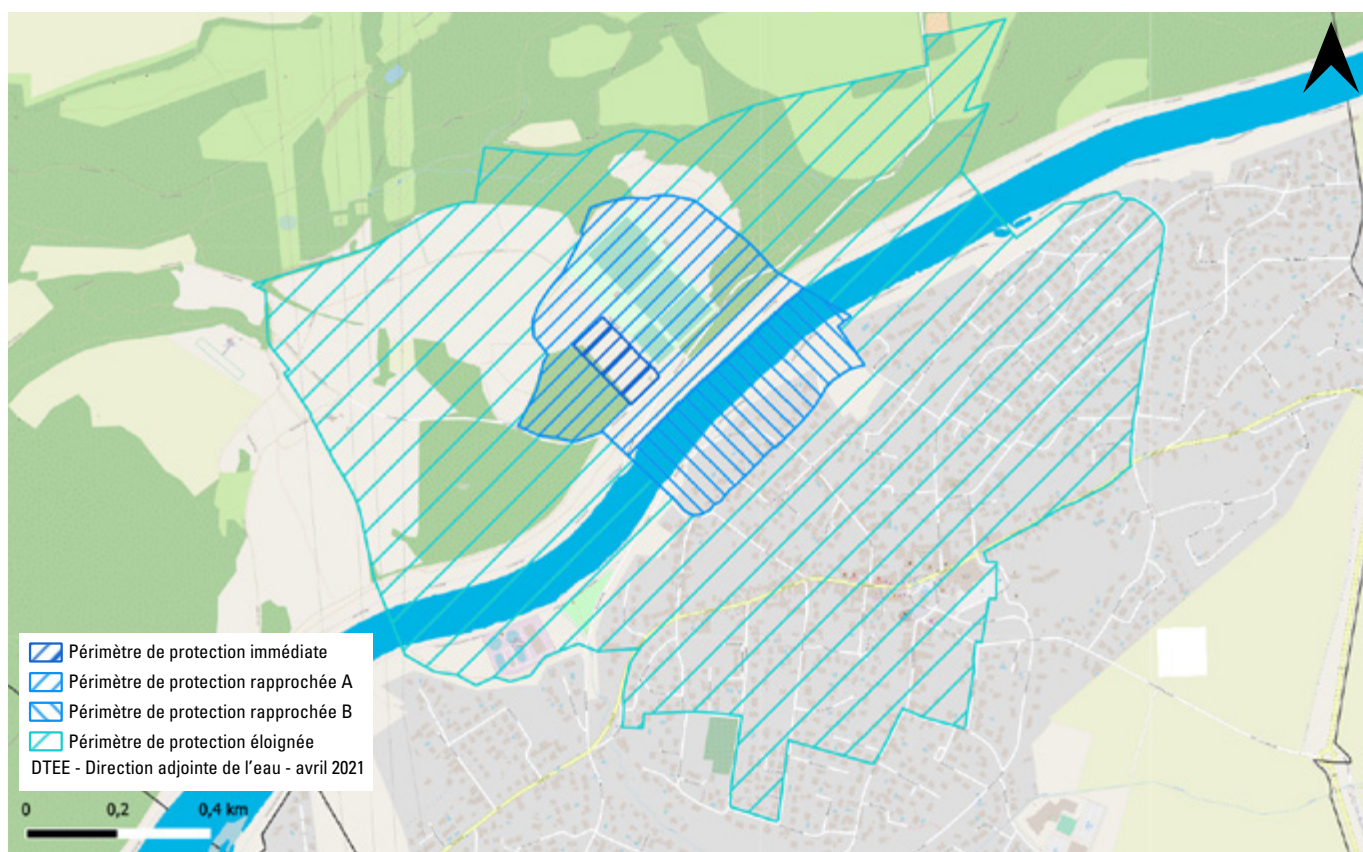 Périmètre de protection immédiate
Périmètre de protection rapprochée A
Périmètre de protection rapprochée B
Périmètre de protection éloignée
DTEE - Direction adjointe de l'eau - avril 2021
0 0,2 0,4 km